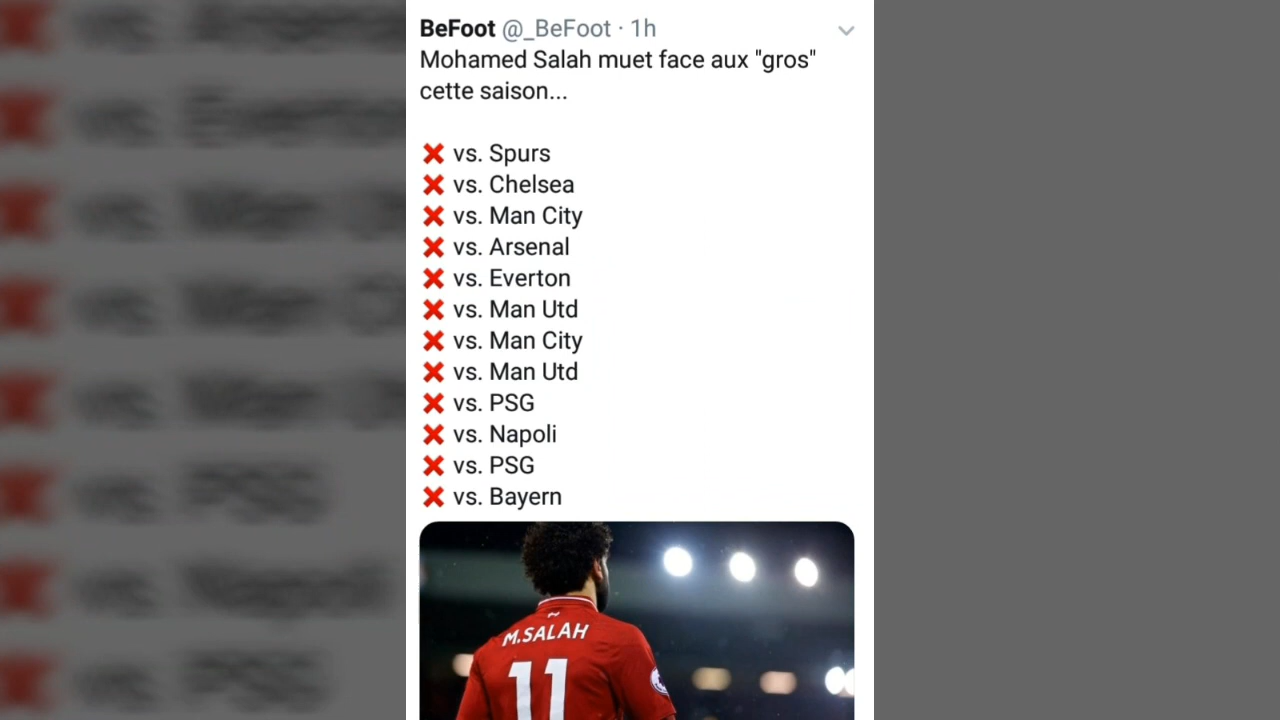 BeFoot @_BeFoot · 1h
Mohamed Salah muet face aux "gros"
cette saison...
❌ vs. Spurs
❌ vs. Chelsea
❌ vs. Man City
❌ vs. Arsenal
❌ vs. Everton
❌ vs. Man Utd
❌ vs. Man City
❌ vs. Man Utd
❌ vs. PSG
❌ vs. Napoli
❌ vs. PSG
❌ vs. Bayern
M.SALAH
11